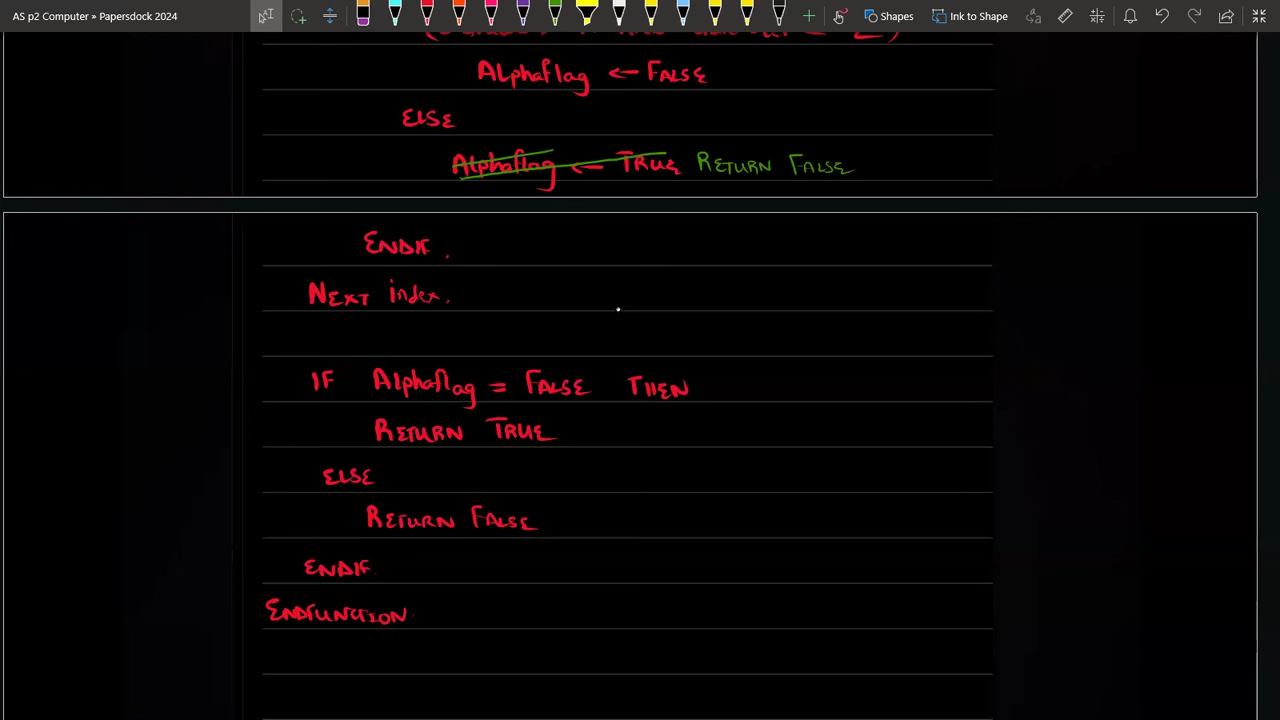 AS p2 Computer » Papersdock 2024
Shapes
Ink to Shape
Alphaflag ← FALSE
ELSE
Alphaflag ← TRUE RETURN FALSE
ENDIF.
NEXT index.
IF Alphaflag = FALSE THEN
RETURN TRUE
ELSE
RETURN FALSE
ENDIF
ENDFUNCTION